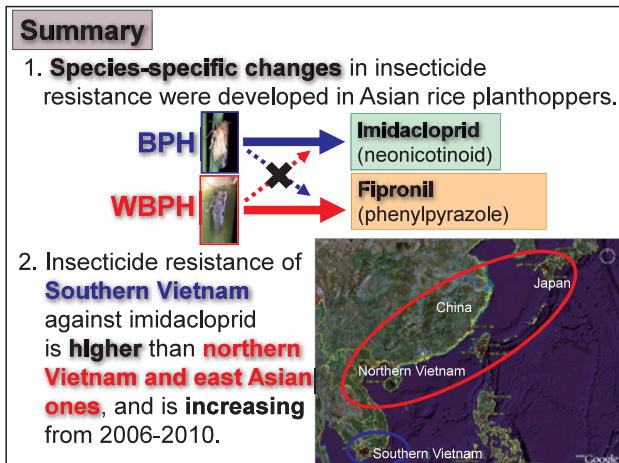 Summary
1. Species-specific changes in insecticide
resistance were developed in Asian rice planthoppers.
BPH
Imidacloprid
(neonicotinoid)
WBPH
Fipronil
(phenylpyrazole)
2. Insecticide resistance of
Southern Vietnam
against imidacloprid
is higher than northern
Vietnam and east Asian
ones, and is increasing
from 2006-2010.
Japan
China
Northern Vietnam
Southern Vietnam
Google